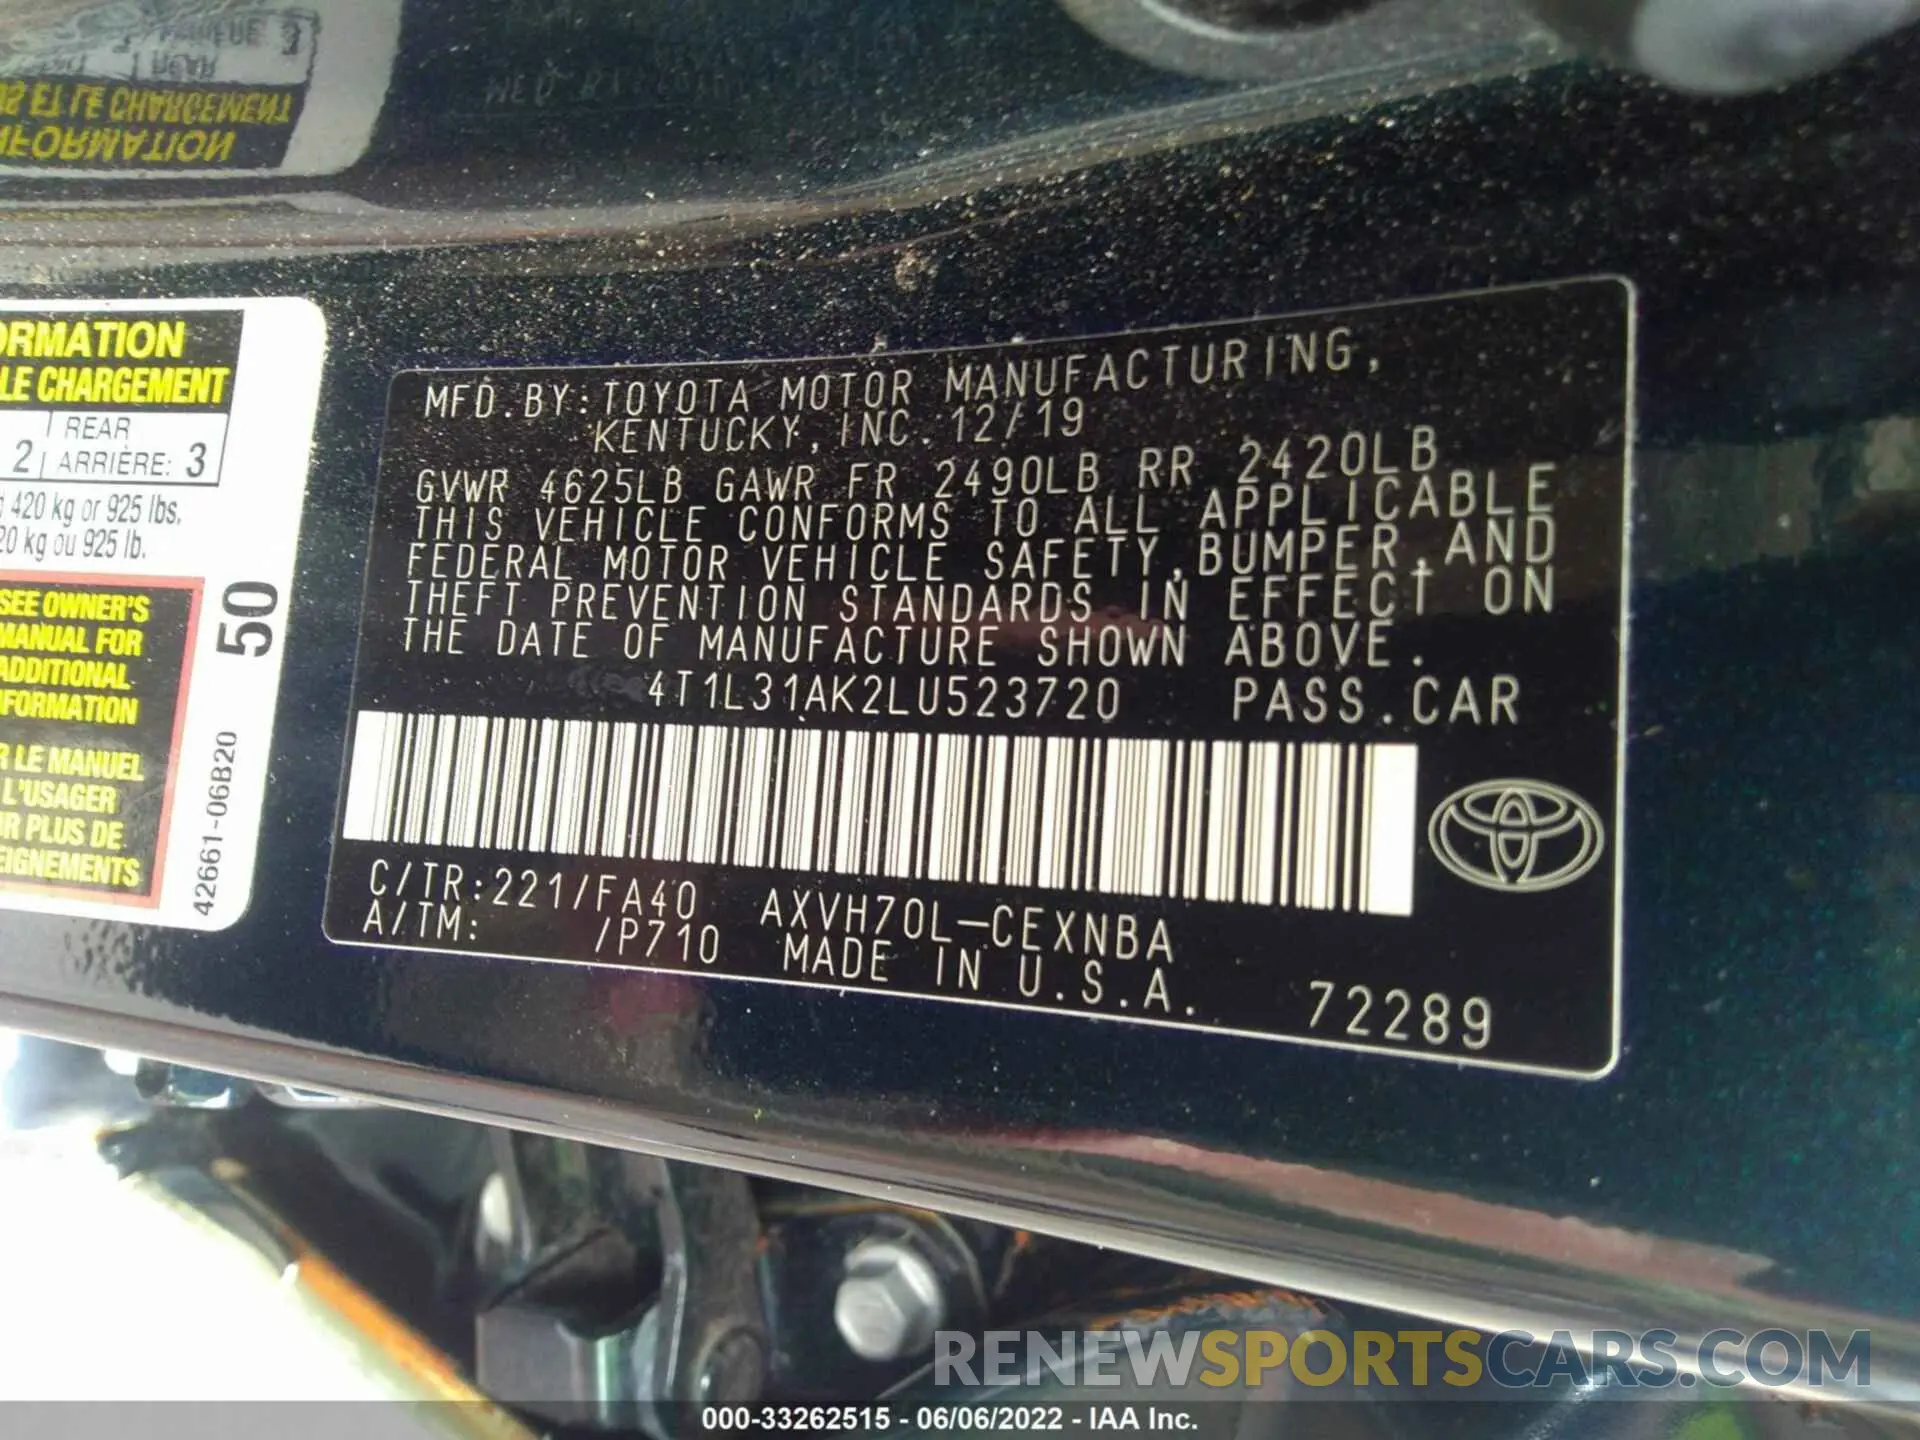 ORMATION
LE CHARGEMENT
REAR
2 ARRIÈRE: 3
420 kg or 925 lbs.
20 kg ou 925 lb.
SEE OWNER'S
MANUAL FOR
ADDITIONAL
INFORMATION
R LE MANUEL
L'USAGER
R PLUS DE
EIGNEMENTS
50
42661-06B20
MFD.BY:TOYOTA MOTOR MANUFACTURING,
KENTUCKY, INC. 12/19
GVWR 4625LB GAWR FR 2490LB RR 2420LB
THIS VEHICLE CONFORMS TO ALL APPLICABLE
FEDERAL MOTOR VEHICLE SAFETY,BUMPER,AND
THEFT PREVENTION STANDARDS IN EFFECT ON
THE DATE OF MANUFACTURE SHOWN ABOVE.
4T1L31AK2LU523720 PASS.CAR
C/TR:221/FA40 AXVH70L-CEXNBA
A/TM: /P710 MADE IN U.S.A. 72289
RENEWSPORTSCARS.COM
000-33262515 - 06/06/2022 - IAA Inc.